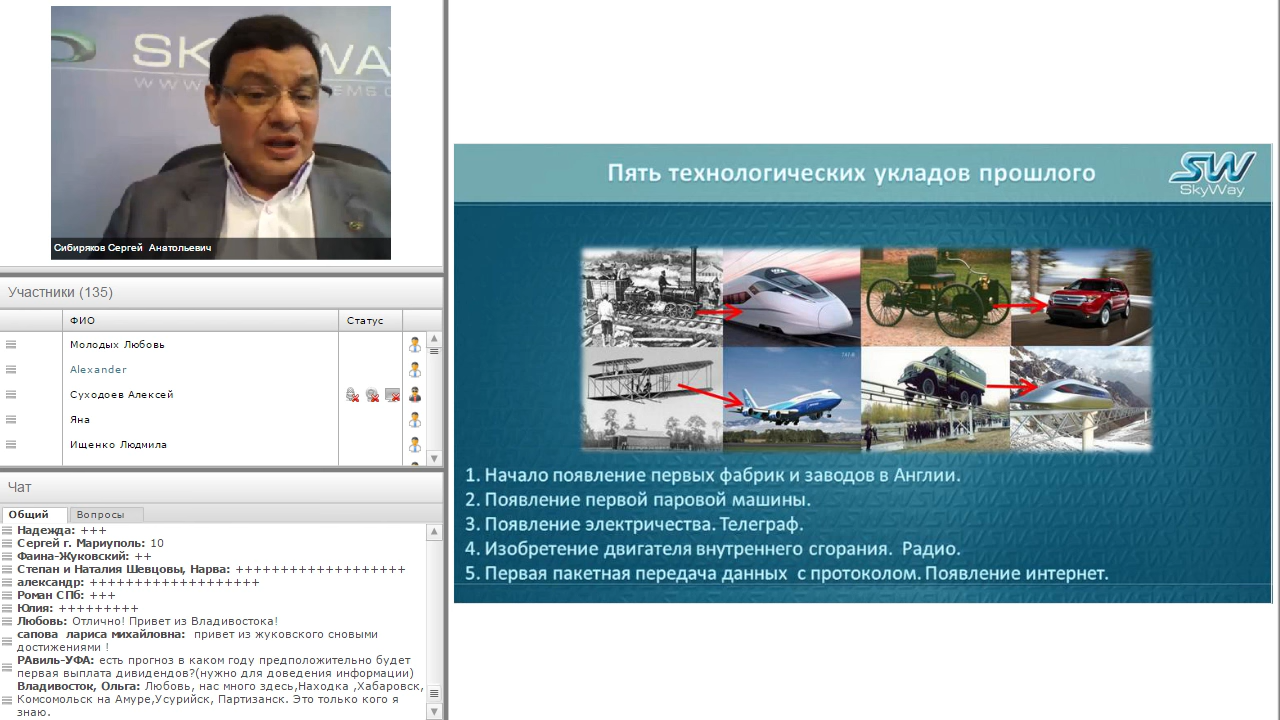 SKYWAY
WWW
EMS.C
Сибиряков Сергей Анатольевич
Участники (135)
ФИО
Статус
Молодых Любовь
Alexander
Суходоев Алексей
Яна
Ищенко Людмила
Чат
Общий
Вопросы
Надежда: +++
Сергей г. Мариуполь: 10
Фаина-Жуковский: ++
Степан и Наталия Шевцовы, Нарва: +++++++++++++++++++
александр: +++++++++++++++++++
Роман СПб: +++
Юлия: +++++++++
Любовь: Отлично! Привет из Владивостока!
сапова лариса михайловна: привет из жуковского сновыми
достижениями !
РАвиль-УФА: есть прогноз в каком году предположительно будет
первая выплата дивидендов?(нужно для доведения информации)
Владивосток, Ольга: Любовь, нас много здесь,Находка ,Хабаровск,
Комсомольск на Амуре,Усурийск, Партизанск. Это только кого я
знаю.
Пять технологических укладов прошлого
SW
SkyWay
1. Начало появление первых фабрик и заводов в Англии.
2. Появление первой паровой машины.
3. Появление электричества. Телеграф.
4. Изобретение двигателя внутреннего сгорания. Радио.
5. Первая пакетная передача данных с протоколом. Появление интернет.